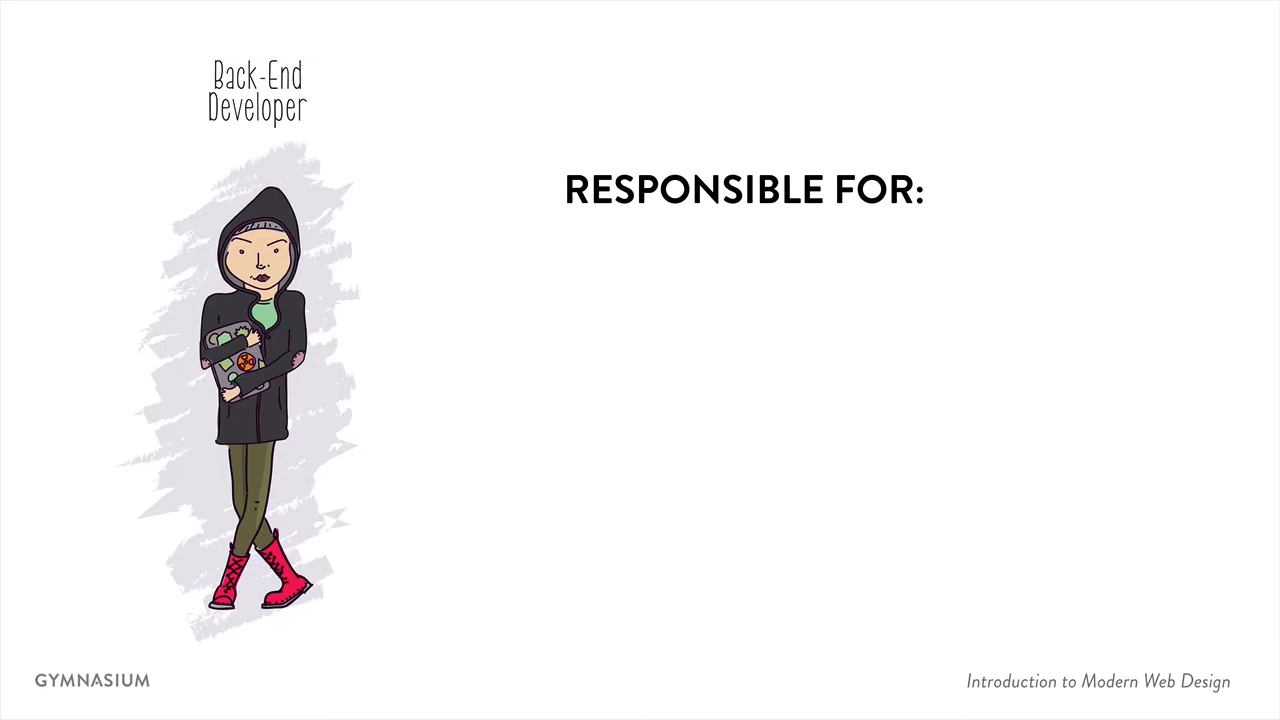 Back-End
Developer
RESPONSIBLE FOR:
GYMNASIUM
Introduction to Modern Web Design